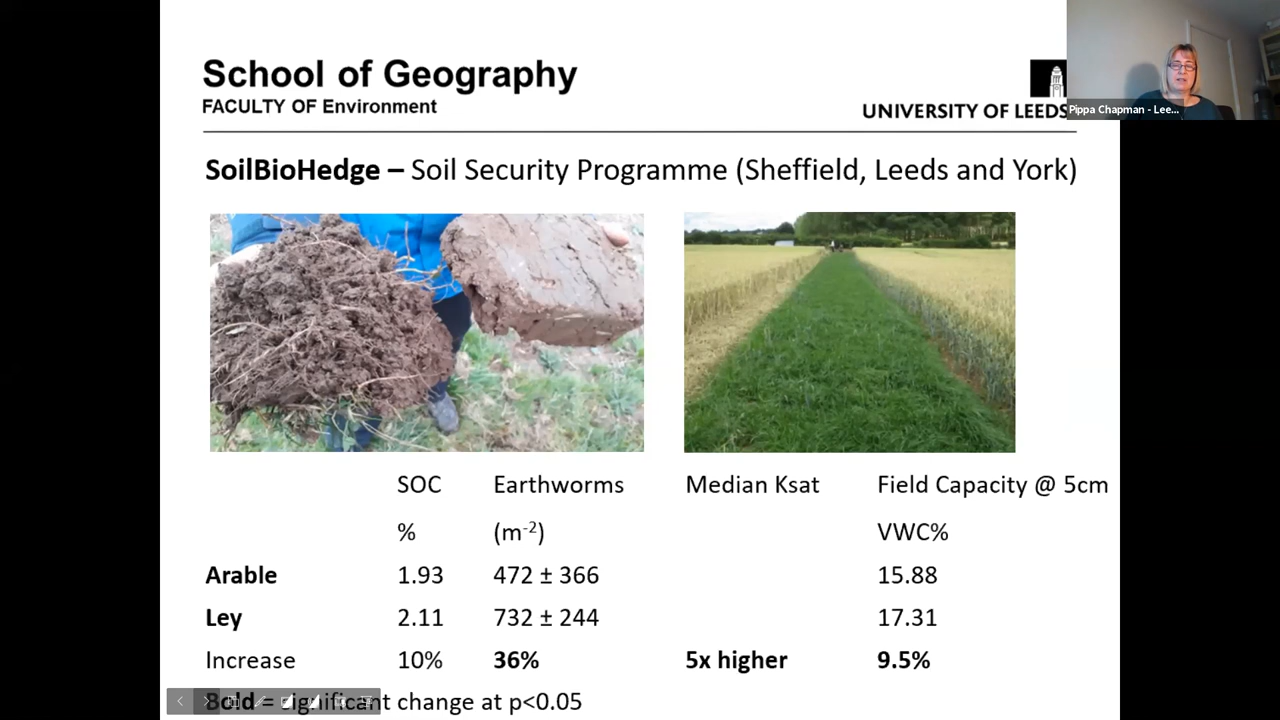 School of Geography
FACULTY OF Environment
UNIVERSITY OF LEEDS
Pippa Chapman - Lee...
SoilBioHedge – Soil Security Programme (Sheffield, Leeds and York)
SOC Earthworms Median Ksat Field Capacity @ 5cm
% (m⁻²) VWC%
Arable 1.93 472 ± 366 15.88
Ley 2.11 732 ± 244 17.31
Increase 10% 36% 5x higher 9.5%
Bold = significant change at p<0.05